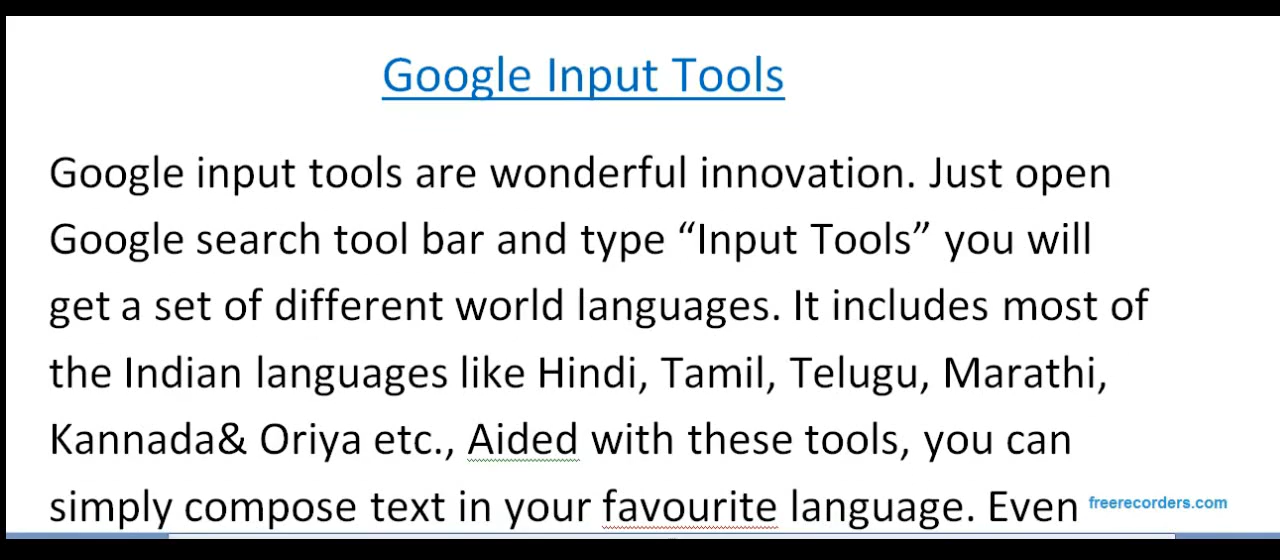 Google Input Tools
Google input tools are wonderful innovation. Just open
Google search tool bar and type “Input Tools” you will
get a set of different world languages. It includes most of
the Indian languages like Hindi, Tamil, Telugu, Marathi,
Kannada& Oriya etc., Aided with these tools, you can
simply compose text in your favourite language. Even
freerecorders.com